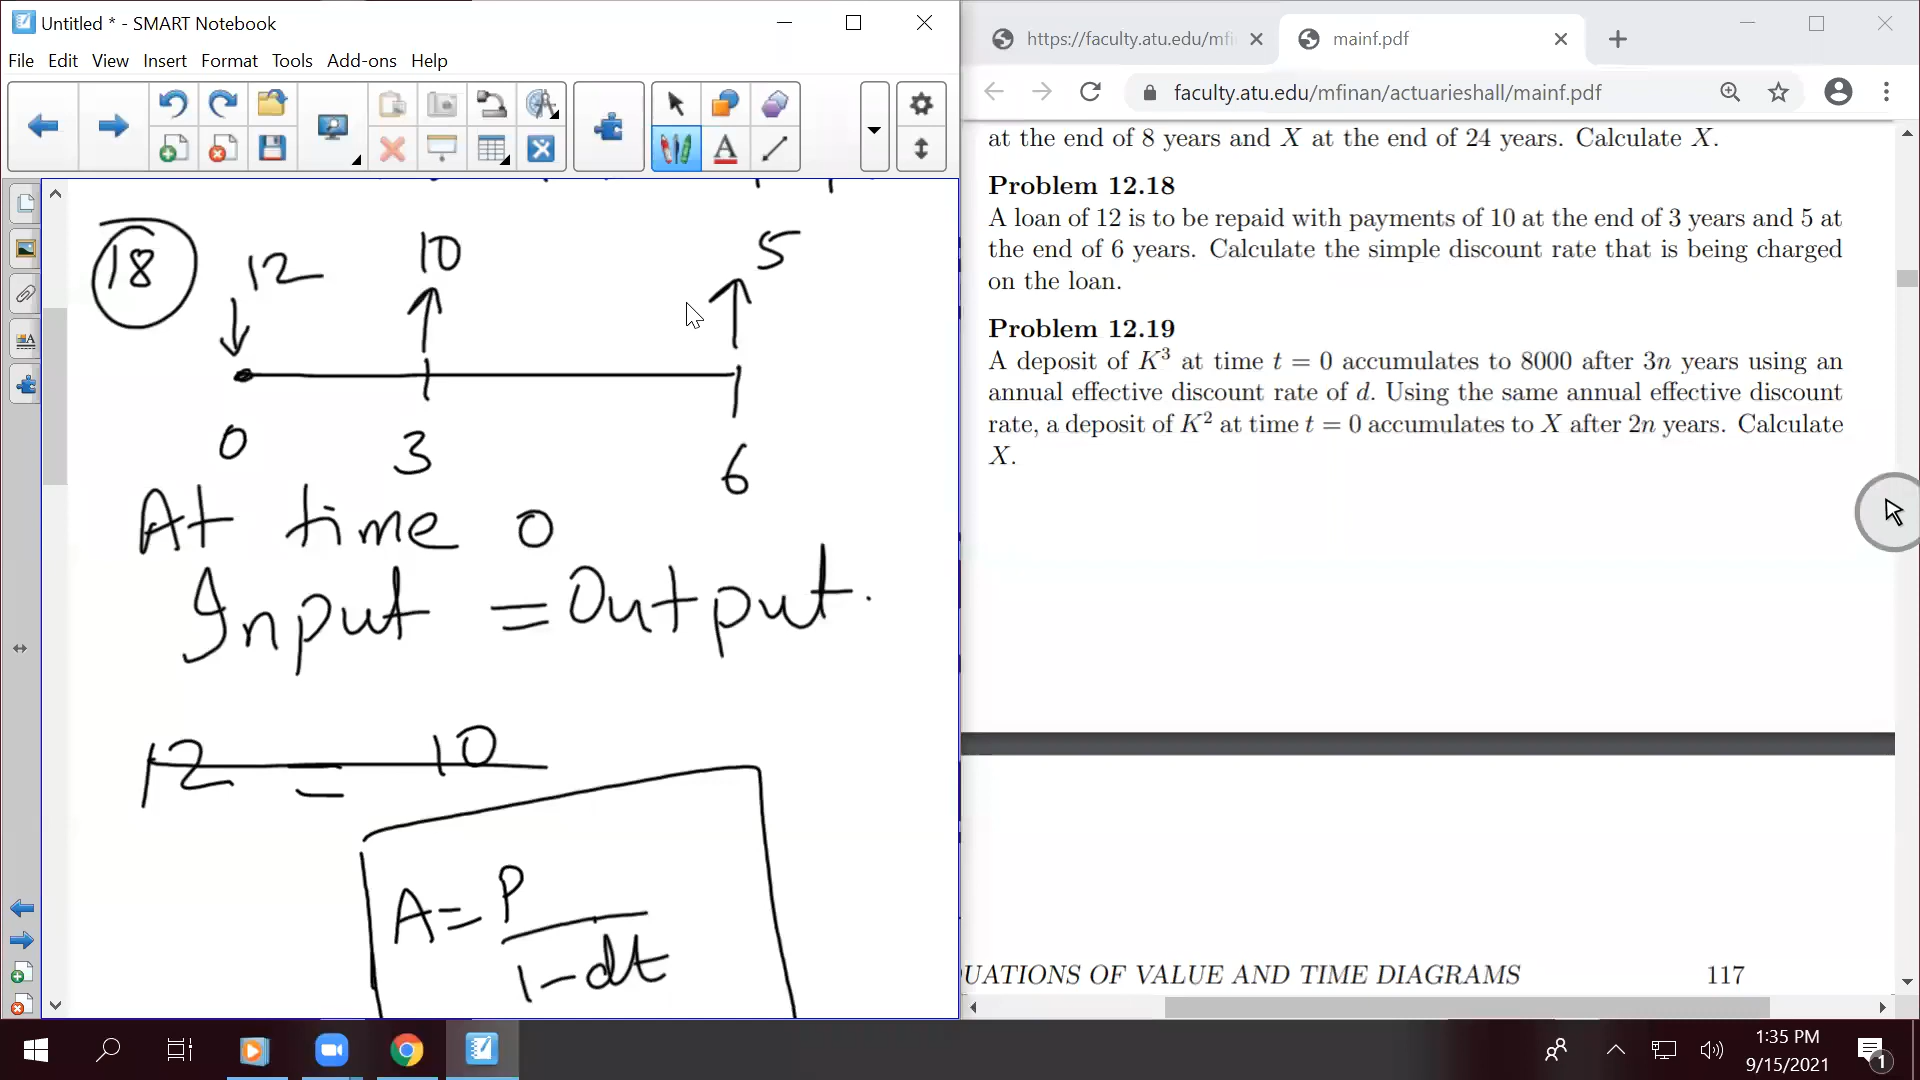 Untitled * - SMART Notebook
File Edit View Insert Format Tools Add-ons Help
18
12 10 5
0 3 6
At time 0
Input = Output.
12 = 10
A = P
1 - dt
https://faculty.atu.edu/mfi
mainf.pdf
faculty.atu.edu/mfinan/actuarieshall/mainf.pdf
at the end of 8 years and X at the end of 24 years. Calculate X.
Problem 12.18
A loan of 12 is to be repaid with payments of 10 at the end of 3 years and 5 at
the end of 6 years. Calculate the simple discount rate that is being charged
on the loan.
Problem 12.19
A deposit of K³ at time t = 0 accumulates to 8000 after 3n years using an
annual effective discount rate of d. Using the same annual effective discount
rate, a deposit of K² at time t = 0 accumulates to X after 2n years. Calculate
X.
UATIONS OF VALUE AND TIME DIAGRAMS 117
1:35 PM
9/15/2021
1